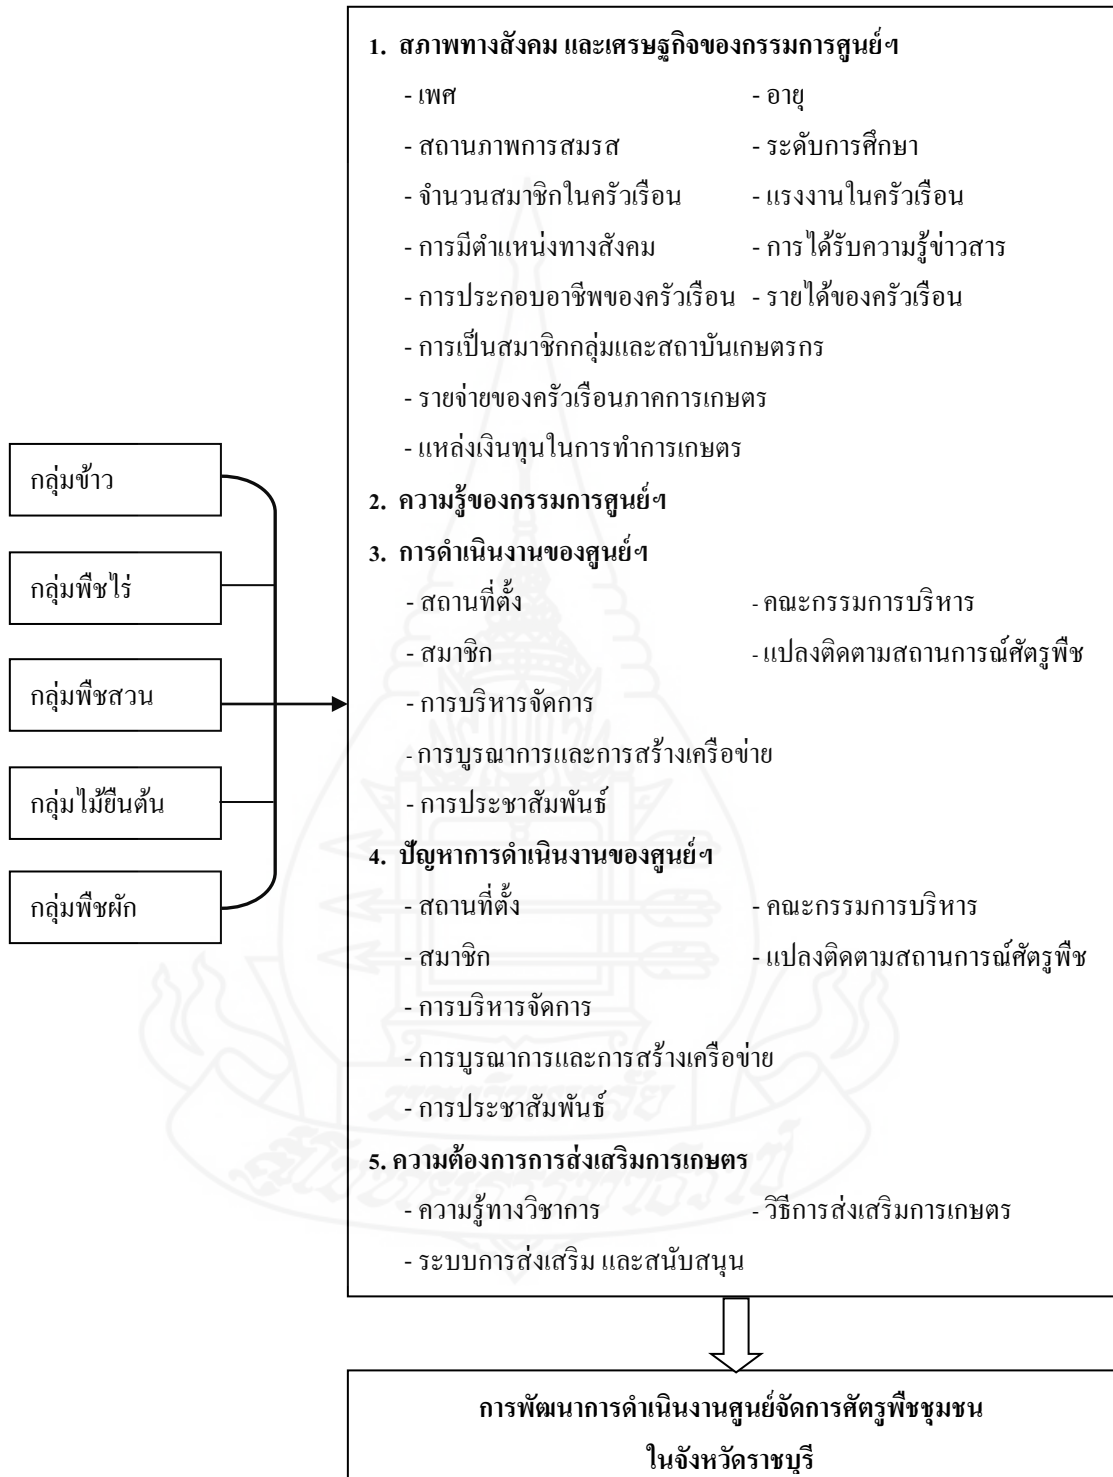 1. สภาพทางสังคม และเศรษฐกิจของกรรมการศูนย์ฯ
- เพศ - อายุ
- สถานภาพการสมรส - ระดับการศึกษา
- จำนวนสมาชิกในครัวเรือน - แรงงานในครัวเรือน
- การมีตำแหน่งทางสังคม - การได้รับความรู้ข่าวสาร
- การประกอบอาชีพของครัวเรือน - รายได้ของครัวเรือน
- การเป็นสมาชิกกลุ่มและสถาบันเกษตรกร
- รายจ่ายของครัวเรือนภาคการเกษตร
- แหล่งเงินทุนในการทำการเกษตร
กลุ่มข้าว
กลุ่มพืชไร่
กลุ่มพืชสวน
กลุ่มไม้ยืนต้น
กลุ่มพืชผัก
2. ความรู้ของกรรมการศูนย์ฯ
3. การดำเนินงานของศูนย์ฯ
- สถานที่ตั้ง - คณะกรรมการบริหาร
- สมาชิก - แปลงติดตามสถานการณ์ศัตรูพืช
- การบริหารจัดการ
- การบูรณาการและการสร้างเครือข่าย
- การประชาสัมพันธ์
4. ปัญหาการดำเนินงานของศูนย์ฯ
- สถานที่ตั้ง - คณะกรรมการบริหาร
- สมาชิก - แปลงติดตามสถานการณ์ศัตรูพืช
- การบริหารจัดการ
- การบูรณาการและการสร้างเครือข่าย
- การประชาสัมพันธ์
5. ความต้องการการส่งเสริมการเกษตร
- ความรู้ทางวิชาการ - วิธีการส่งเสริมการเกษตร
- ระบบการส่งเสริม และสนับสนุน
การพัฒนาการดำเนินงานศูนย์จัดการศัตรูพืชชุมชน
ในจังหวัดราชบุรี